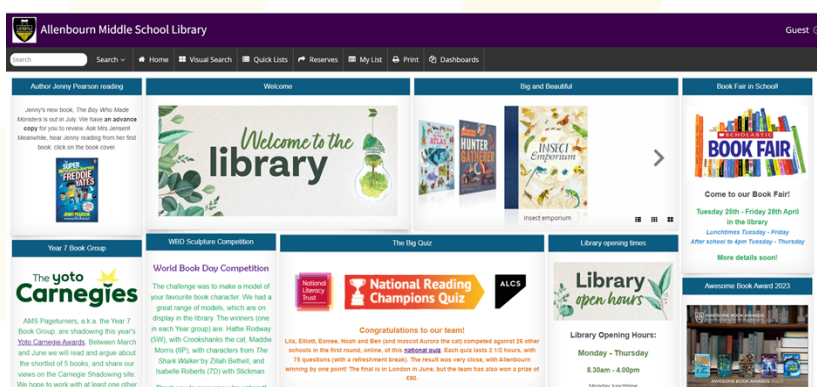 Allenbourn Middle School Library
Guest
Search
Search
Home
Visual Search
Quick Lists
Reserves
My List
Print
Dashboards
Author Jenny Pearson reading
Jenny's new book, The Boy Who Made
Monsters is out in July. We have an advance
copy for you to review. Ask Mrs Jensen!
Meanwhile, hear Jenny reading from her first
book: click on the book cover.
SUPER
FREDDIE
YATES
JENNY PEARSON
Welcome
Welcome to the
library
Big and Beautiful
ATLAS
HUNTER
GATHERER
INSECT
Emporium
Insect emporium
Book Fair in School!
SCHOLASTIC
BOOK FAIR
Come to our Book Fair!
Tuesday 25th - Friday 28th April
in the library
Lunchtimes Tuesday - Friday
After school to 4pm Tuesday - Thursday
More details soon!
Year 7 Book Group
The yoto
Carnegies
AMS Pageturners, a.k.a. the Year 7
Book Group, are shadowing this year's
Yoto Carnegie Awards. Between March
and June we will read and argue about
the shortlist of 5 books, and share our
views on the Carnegie Shadowing site.
We hope to work with at least one other
WBD Sculpture Competition
World Book Day Competition
The challenge was to make a model of
your favourite book character. We had a
great range of models, which are on
display in the library. The winners (one
in each Year group) are: Hattie Rodway
(5W), with Crookshanks the cat, Maddie
Morris (6P), with characters from The
Shark Walker by Zillah Bethell, and
Isabelle Roberts (7D) with Stickman.
The Big Quiz
National
Literacy
Trust
National Reading
Champions Quiz
ALCS
Congratulations to our team!
Lila, Elliott, Esmee, Noah and Ben (and mascot Aurora the cat) competed against 26 other
schools in the first round, online, of this national quiz. Each quiz lasts 2 1/2 hours, with
75 questions (with a refreshment break). The result was very close, with Allenbourn
winning by one point! The final is in London in June, but the team has also won a prize of
£80.
Library opening times
Library
open hours
Library Opening Hours:
Monday - Thursday
8.30am - 4.00pm
Monday lunchtime
Awesome Book Award 2023
AWESOME BOOK AWARDS
AWESOME BOOK AWARDS 2023